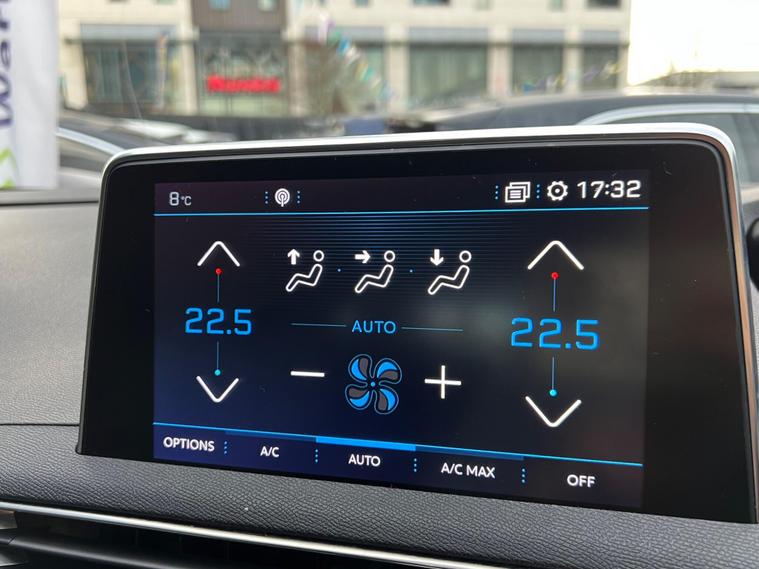 8°C
17:32
22.5
22.5
AUTO
OPTIONS
A/C
AUTO
A/C MAX
OFF